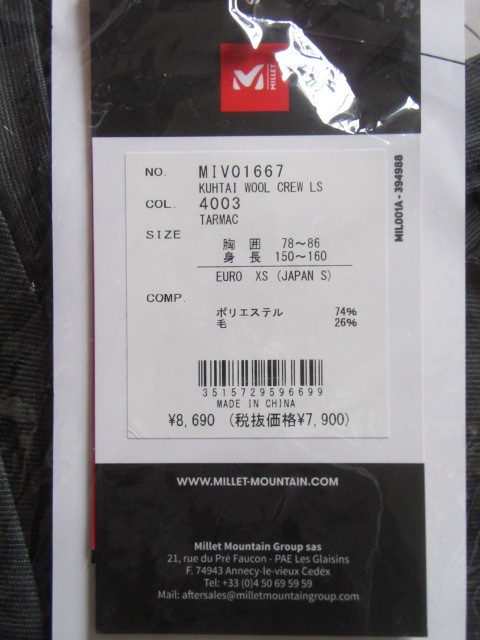 MILLET
NO. MIV01667
KUHTAI WOOL CREW LS
COL. 4003
TARMAC
SIZE
胸 囲 78～86
身 長 150～160
EURO XS (JAPAN S)
COMP.
ポリエステル 74%
毛 26%
3515729596699
MADE IN CHINA
¥8,690 (税抜価格¥7,900)
MIL001A - 394988
WWW.MILLET-MOUNTAIN.COM
Millet Mountain Group sas
21, rue du Pré Faucon - PAE Les Glaisins
F. 74943 Annecy-le-vieux Cedex
Tel: +33 (0)4 50 69 59 59
Mail: aftersales@milletmountaingroup.com